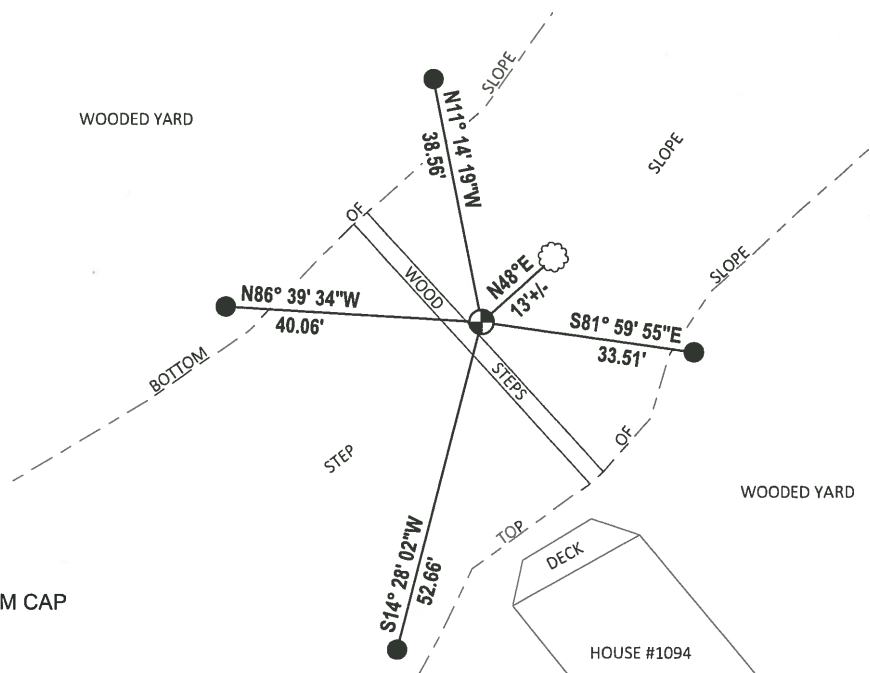 SLOPE
WOODED YARD
N11° 14' 19"W
38.56'
SLOPE
OF
SLOPE
WOOD
N48°E
13'+/-
N86° 39' 34"W
40.06'
S81° 59' 55"E
33.51'
BOTTOM
STEPS
OF
STEP
WOODED YARD
TOP
DECK
S14° 28' 02"W
52.66'
M CAP
HOUSE #1094